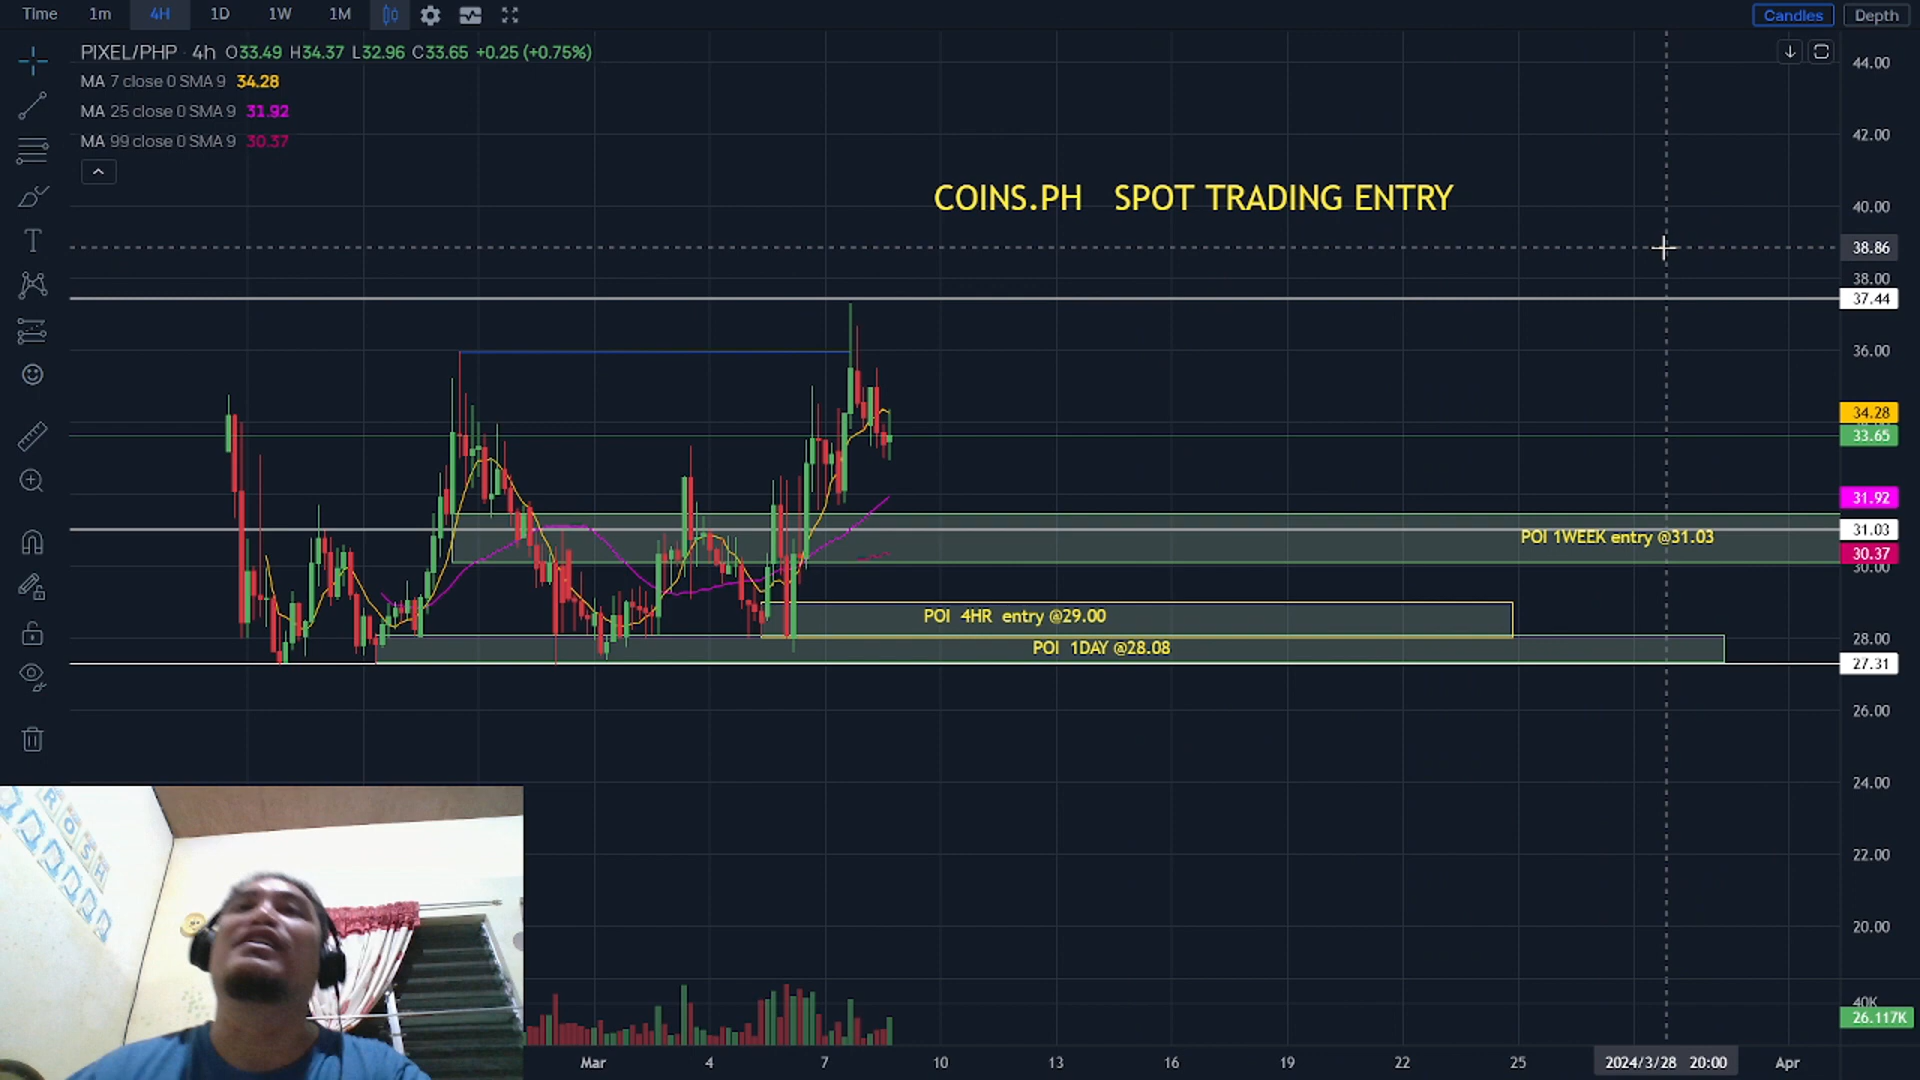 Time 1m 4H 1D 1W 1M Candles Depth
PIXEL/PHP · 4h O33.49 H34.37 L32.96 C33.65 +0.25 (+0.75%)
MA 7 close 0 SMA 9 34.28
MA 25 close 0 SMA 9 31.92
MA 99 close 0 SMA 9 30.37
COINS.PH SPOT TRADING ENTRY
44.00
42.00
40.00
38.86
38.00
37.44
36.00
34.28
33.65
31.92
31.03
30.37
30.00
28.00
27.31
26.00
24.00
22.00
20.00
40K
26.117K
POI 1WEEK entry @31.03
POI 4HR entry @29.00
POI 1DAY @28.08
T
ROSH
Mar 4 7 10 13 16 19 22 25 2024/3/28 20:00 Apr